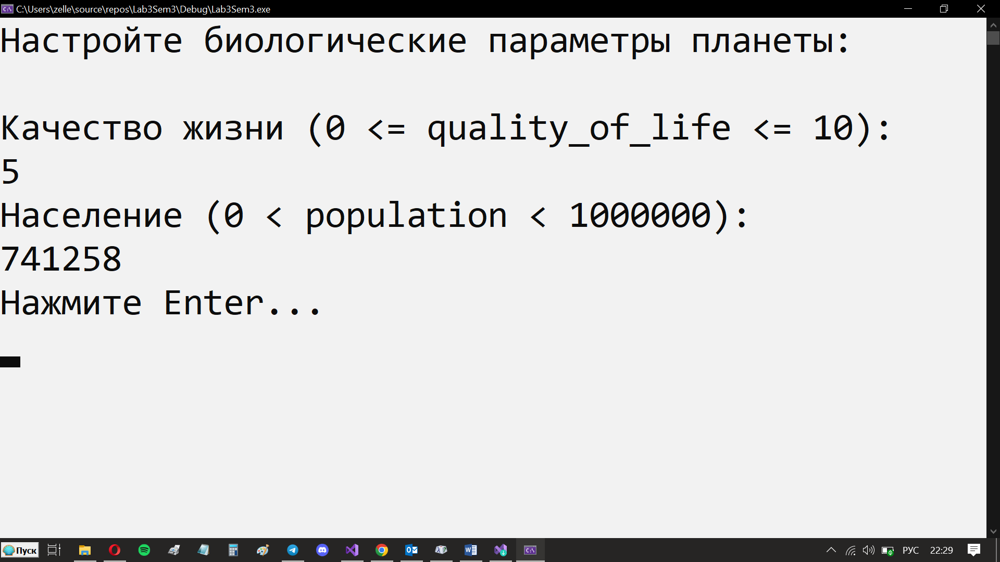 C:\Users\zelle\source\repos\Lab3Sem3\Debug\Lab3Sem3.exe
Настройте биологические параметры планеты:
Качество жизни (0 <= quality_of_life <= 10):
5
Население (0 < population < 1000000):
741258
Нажмите Enter...
Пуск
РУС
22:29